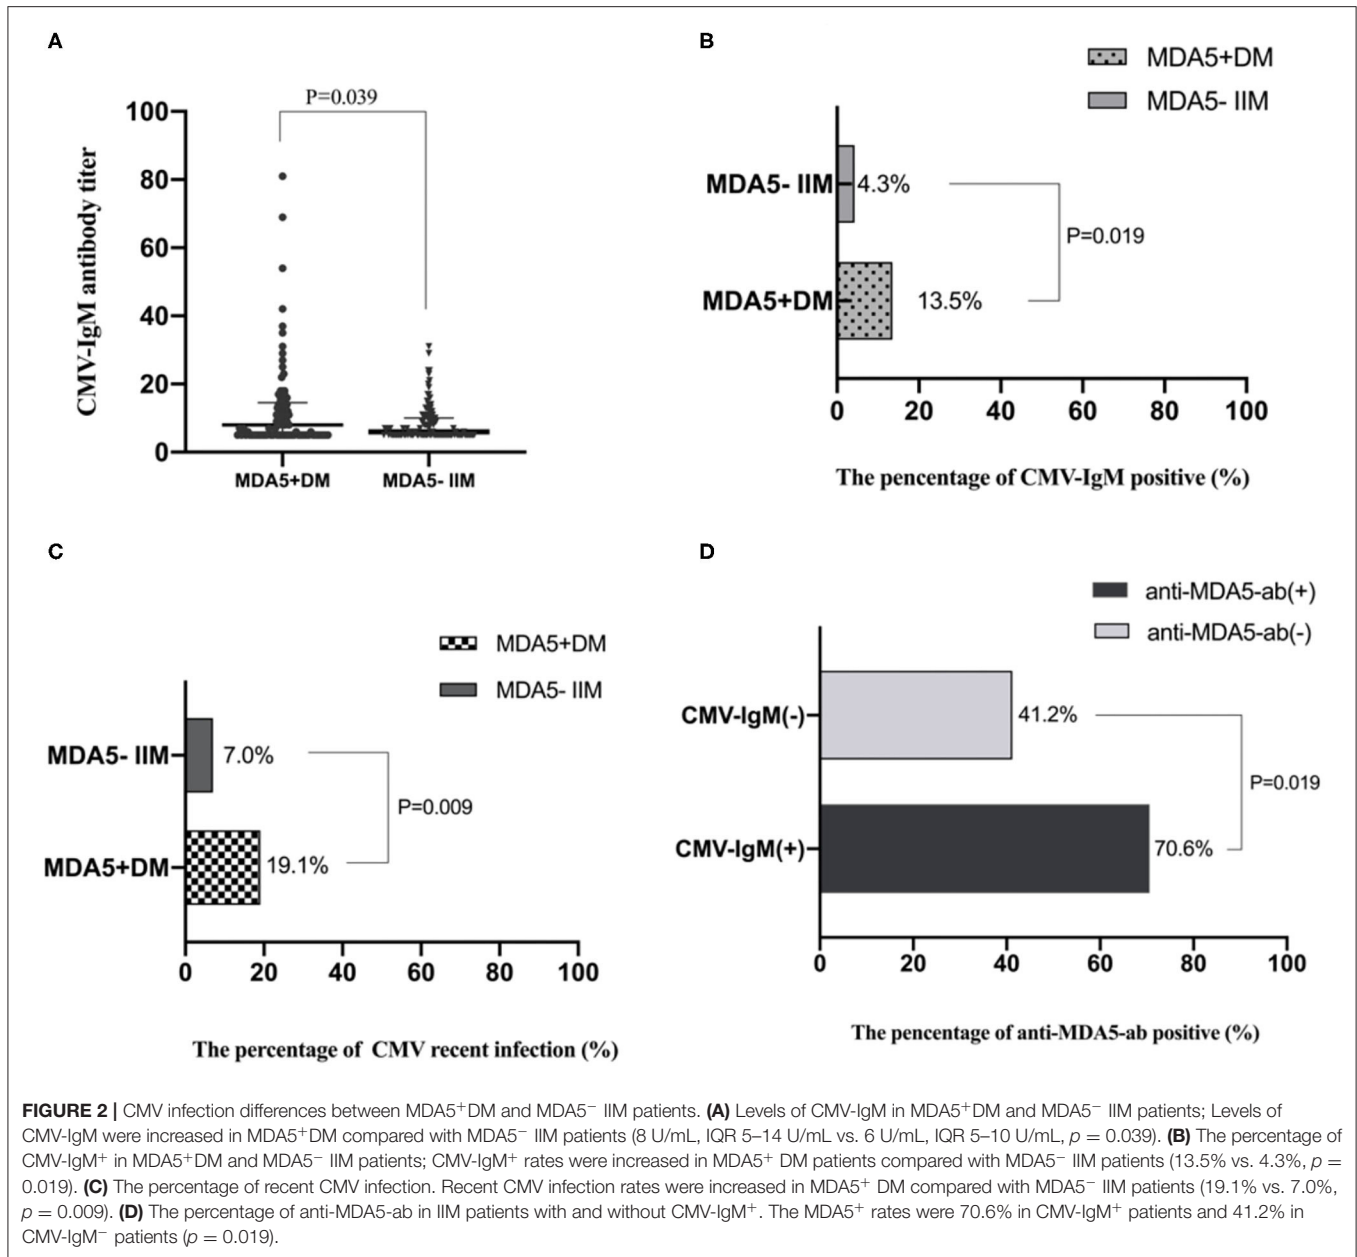 A
P=0.039
100
80
60
40
20
0
CMV-IgM antibody titer
MDA5+DM MDA5- IIM
B
MDA5+DM
MDA5- IIM
MDA5- IIM 4.3%
P=0.019
MDA5+DM 13.5%
0 20 40 60 80 100
The pencentage of CMV-IgM positive (%)
C
MDA5+DM
MDA5- IIM
MDA5- IIM 7.0%
P=0.009
MDA5+DM 19.1%
0 20 40 60 80 100
The percentage of CMV recent infection (%)
D
anti-MDA5-ab(+)
anti-MDA5-ab(-)
CMV-IgM(-) 41.2%
P=0.019
CMV-IgM(+) 70.6%
0 20 40 60 80 100
The pencentage of anti-MDA5-ab positive (%)
FIGURE 2 | CMV infection differences between MDA5⁺DM and MDA5⁻ IIM patients. (A) Levels of CMV-IgM in MDA5⁺DM and MDA5⁻ IIM patients; Levels of
CMV-IgM were increased in MDA5⁺DM compared with MDA5⁻ IIM patients (8 U/mL, IQR 5–14 U/mL vs. 6 U/mL, IQR 5–10 U/mL, p = 0.039). (B) The percentage of
CMV-IgM⁺ in MDA5⁺DM and MDA5⁻ IIM patients; CMV-IgM⁺ rates were increased in MDA5⁺ DM patients compared with MDA5⁻ IIM patients (13.5% vs. 4.3%, p =
0.019). (C) The percentage of recent CMV infection. Recent CMV infection rates were increased in MDA5⁺ DM compared with MDA5⁻ IIM patients (19.1% vs. 7.0%,
p = 0.009). (D) The percentage of anti-MDA5-ab in IIM patients with and without CMV-IgM⁺. The MDA5⁺ rates were 70.6% in CMV-IgM⁺ patients and 41.2% in
CMV-IgM⁻ patients (p = 0.019).